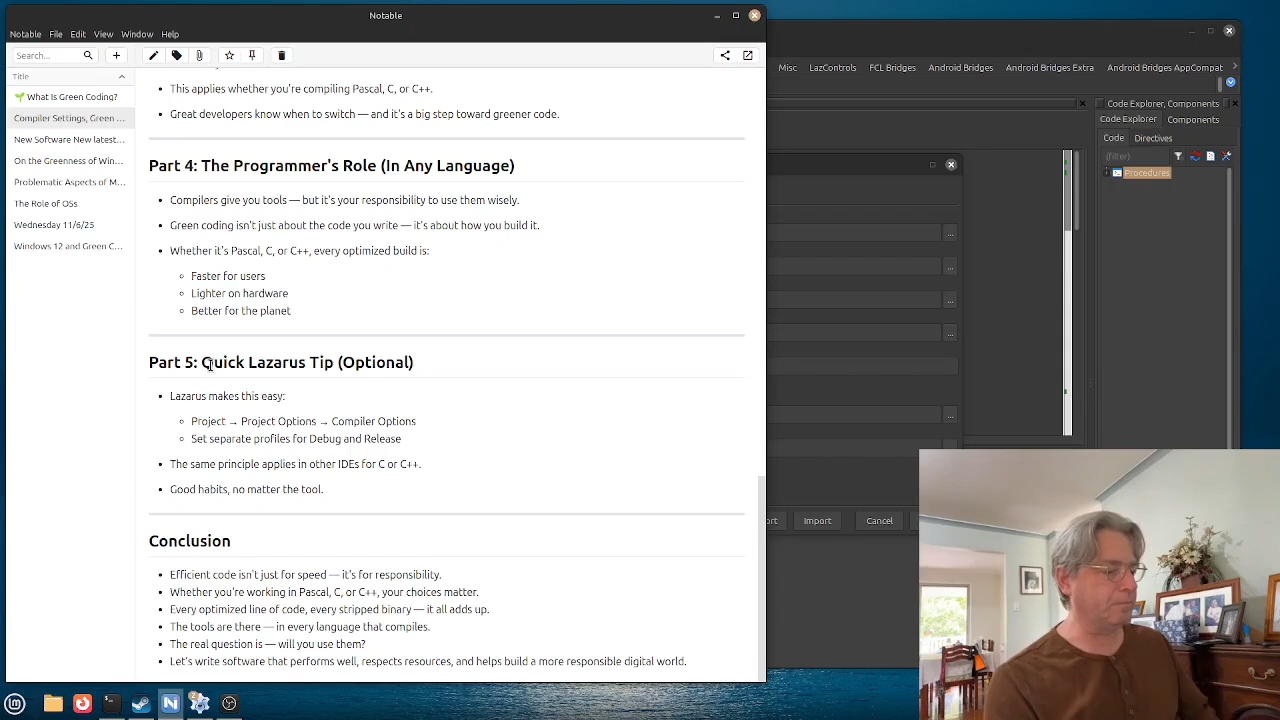 Notable
Notable File Edit View Window Help
Search...
Title
🌱 What Is Green Coding?
Compiler Settings, Green ...
New Software New latest...
On the Greenness of Win...
Problematic Aspects of M...
The Role of OSs
Wednesday 11/6/25
Windows 12 and Green C...
This applies whether you're compiling Pascal, C, or C++.
Great developers know when to switch — and it's a big step toward greener code.
Part 4: The Programmer's Role (In Any Language)
Compilers give you tools — but it's your responsibility to use them wisely.
Green coding isn't just about the code you write — it's about how you build it.
Whether it's Pascal, C, or C++, every optimized build is:
Faster for users
Lighter on hardware
Better for the planet
Part 5: Quick Lazarus Tip (Optional)
Lazarus makes this easy:
Project → Project Options → Compiler Options
Set separate profiles for Debug and Release
The same principle applies in other IDEs for C or C++.
Good habits, no matter the tool.
Conclusion
Efficient code isn't just for speed — it's for responsibility.
Whether you're working in Pascal, C, or C++, your choices matter.
Every optimized line of code, every stripped binary — it all adds up.
The tools are there — in every language that compiles.
The real question is — will you use them?
Let's write software that performs well, respects resources, and helps build a more responsible digital world.
Misc LazControls FCL Bridges Android Bridges Android Bridges Extra Android Bridges AppCompat
Code Explorer, Components
Code Explorer Components
Code Directives
(filter)
Procedures
...
...
...
...
...
ort Import Cancel